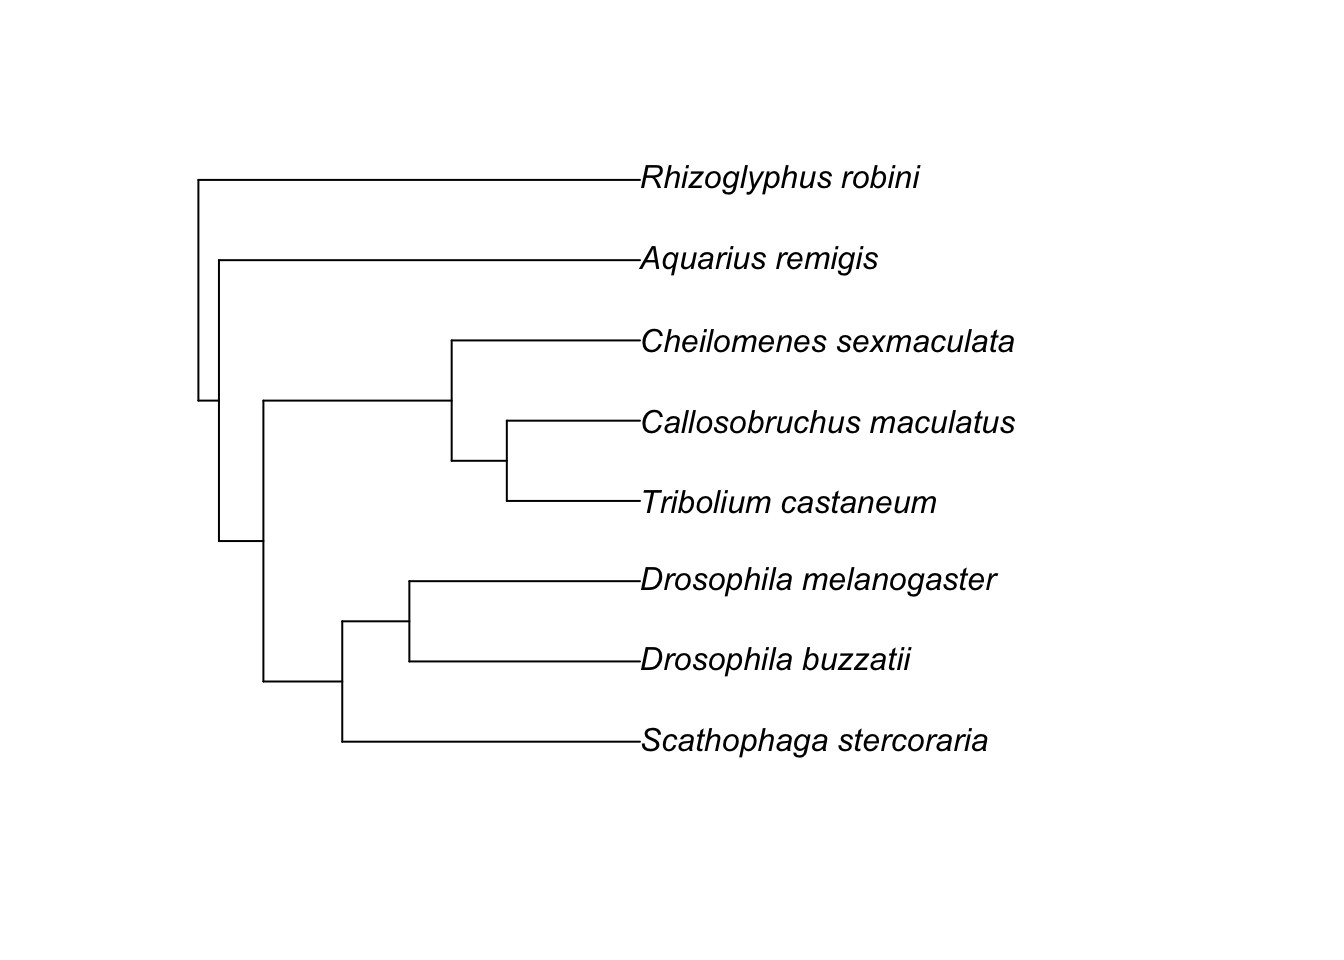 Rhizoglyphus robini
Aquarius remigis
Cheilomenes sexmaculata
Callosobruchus maculatus
Tribolium castaneum
Drosophila melanogaster
Drosophila buzzatii
Scathophaga stercoraria